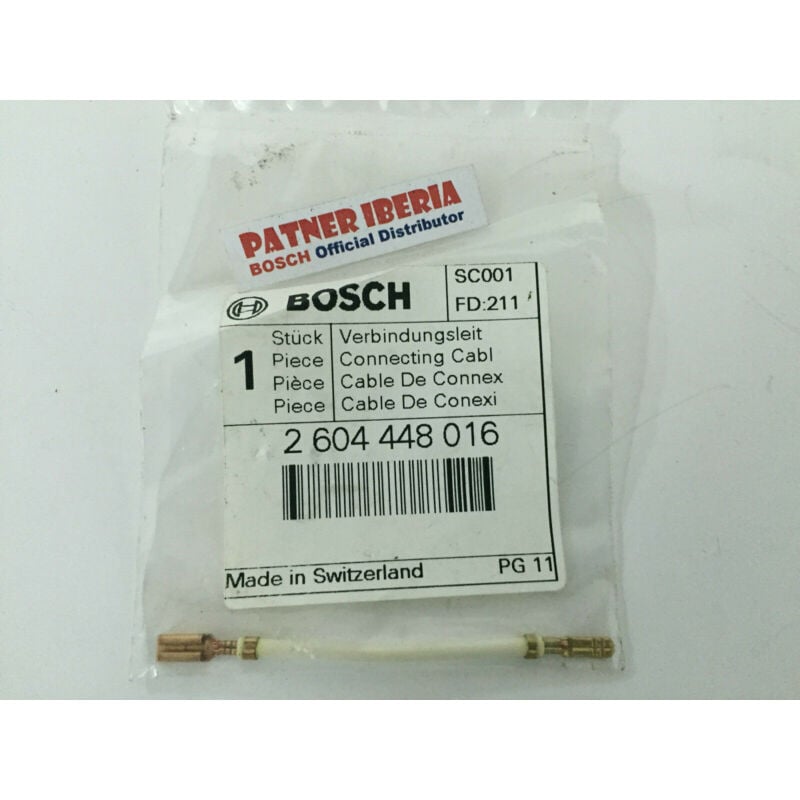 PATNER IBERIA
BOSCH Official Distributor
BOSCH
SC001
FD:211
1
Stück Verbindungsleit
Piece Connecting Cabl
Pièce Cable De Connex
Piece Cable De Conexi
2 604 448 016
Made in Switzerland
PG 11